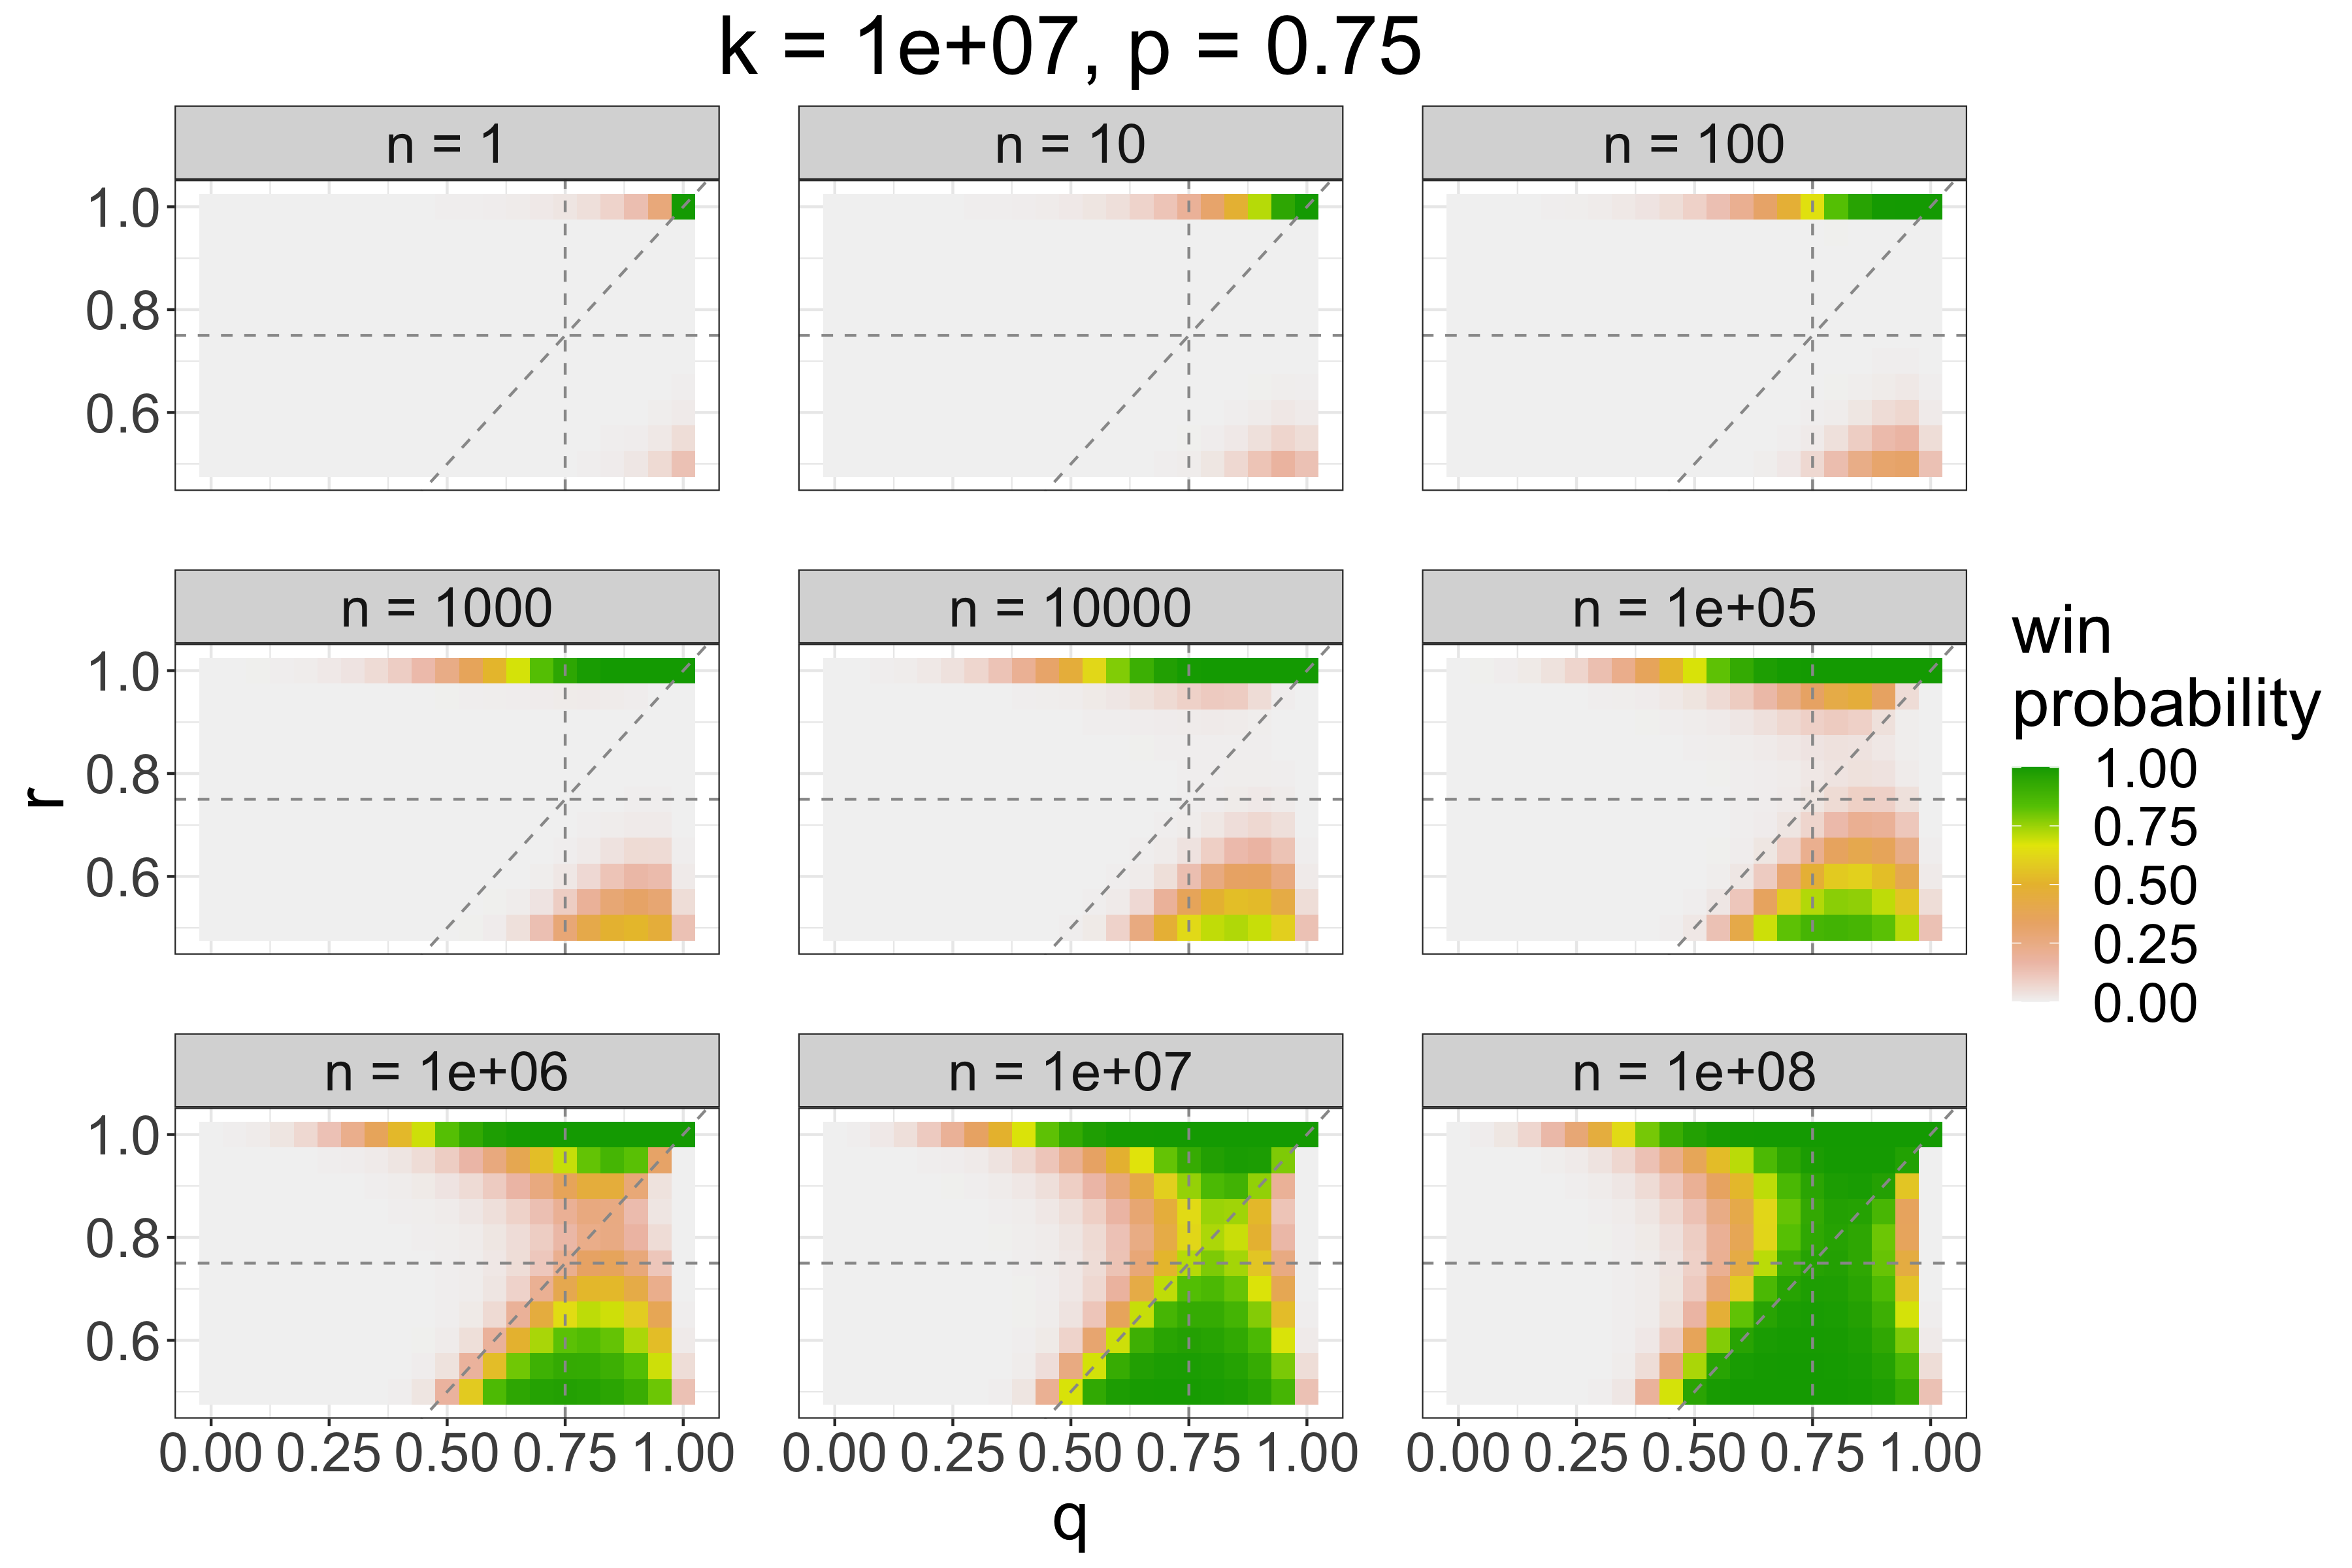 k = 1e+07, p = 0.75
n = 1
n = 10
n = 100
1.0
0.8
0.6
n = 1000
n = 10000
n = 1e+05
1.0
0.8
0.6
r
win
probability
1.00
0.75
0.50
0.25
0.00
n = 1e+06
n = 1e+07
n = 1e+08
1.0
0.8
0.6
0.00 0.25 0.50 0.75 1.00
0.00 0.25 0.50 0.75 1.00
0.00 0.25 0.50 0.75 1.00
q